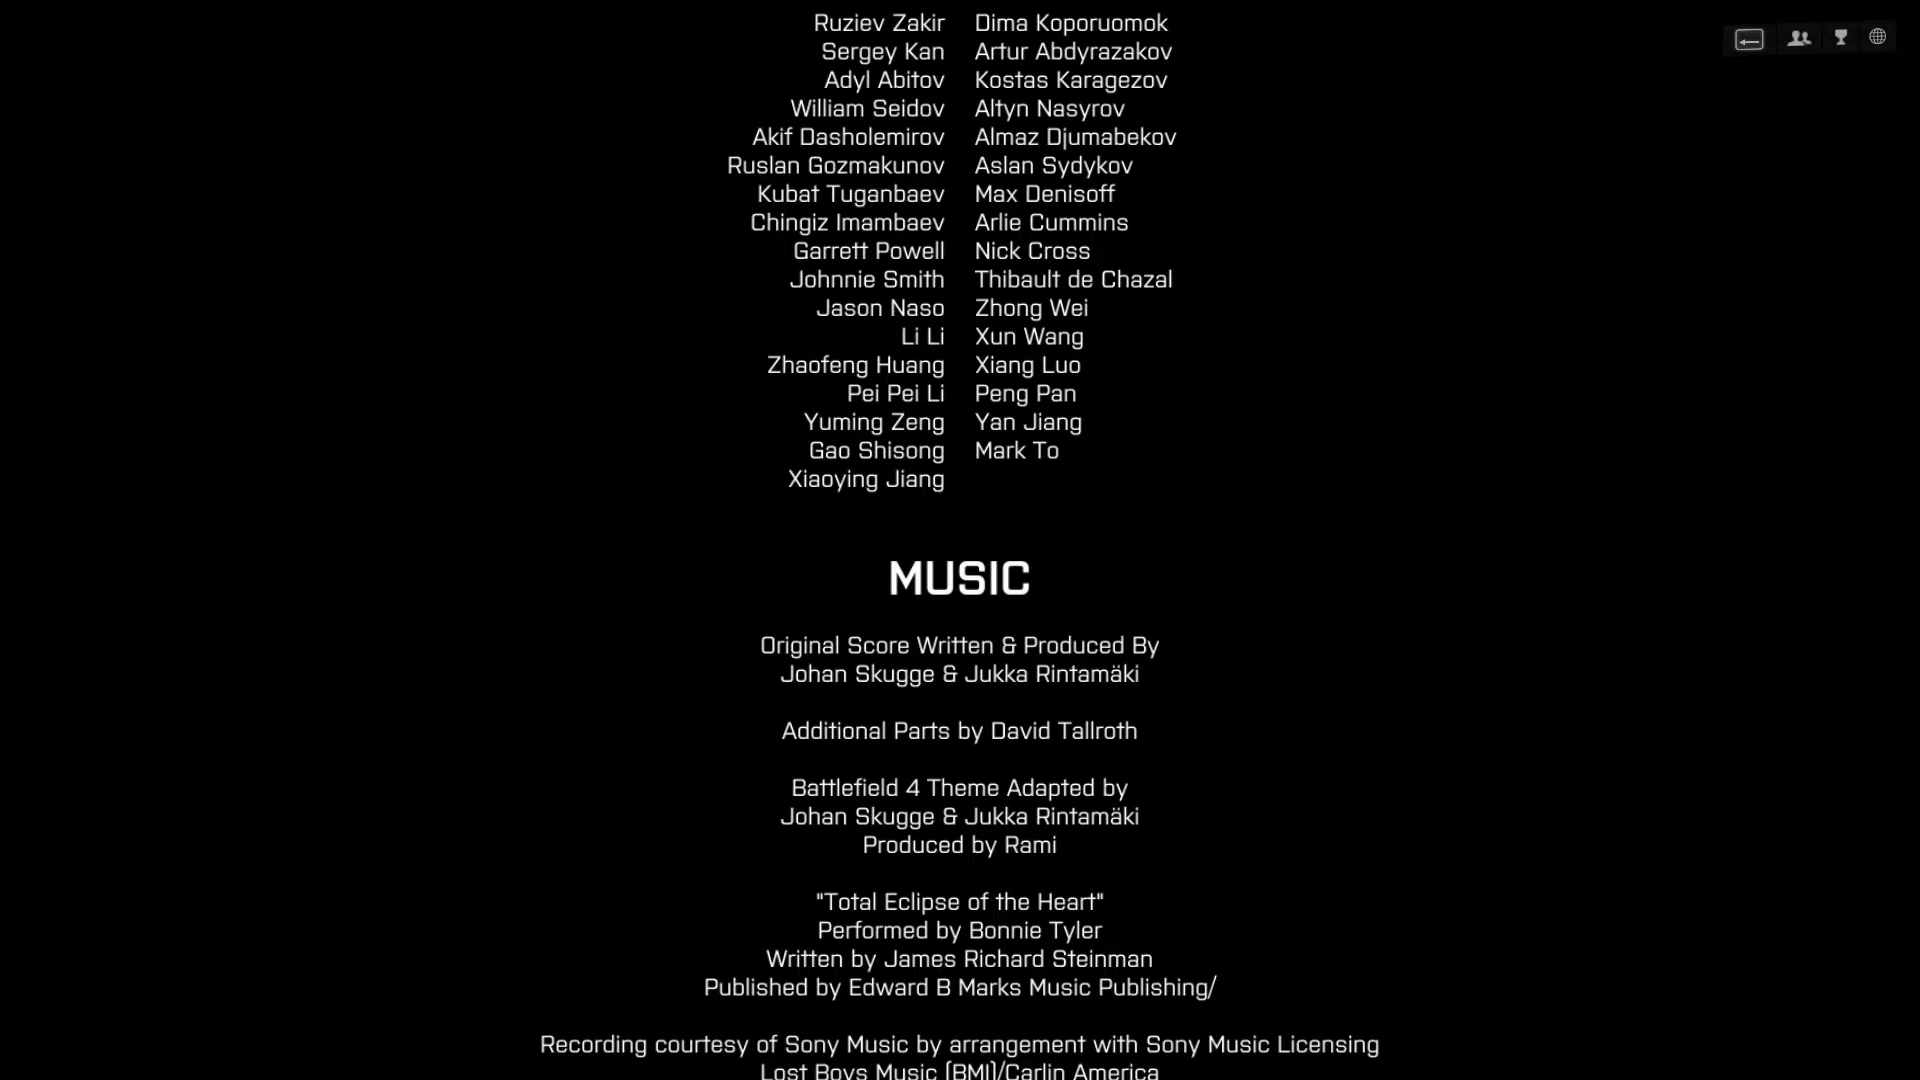 Ruziev Zakir Dima Koporuomok
Sergey Kan Artur Abdyrazakov
Adyl Abitov Kostas Karagezov
William Seidov Altyn Nasyrov
Akif Dasholemirov Almaz Djumabekov
Ruslan Gozmakunov Aslan Sydykov
Kubat Tuganbaev Max Denisoff
Chingiz Imambaev Arlie Cummins
Garrett Powell Nick Cross
Johnnie Smith Thibault de Chazal
Jason Naso Zhong Wei
Li Li Xun Wang
Zhaofeng Huang Xiang Luo
Pei Pei Li Peng Pan
Yuming Zeng Yan Jiang
Gao Shisong Mark To
Xiaoying Jiang
MUSIC
Original Score Written & Produced By
Johan Skugge & Jukka Rintamäki
Additional Parts by David Tallroth
Battlefield 4 Theme Adapted by
Johan Skugge & Jukka Rintamäki
Produced by Rami
"Total Eclipse of the Heart"
Performed by Bonnie Tyler
Written by James Richard Steinman
Published by Edward B Marks Music Publishing/
Recording courtesy of Sony Music by arrangement with Sony Music Licensing
Lost Boys Music (BMI)/Carlin America